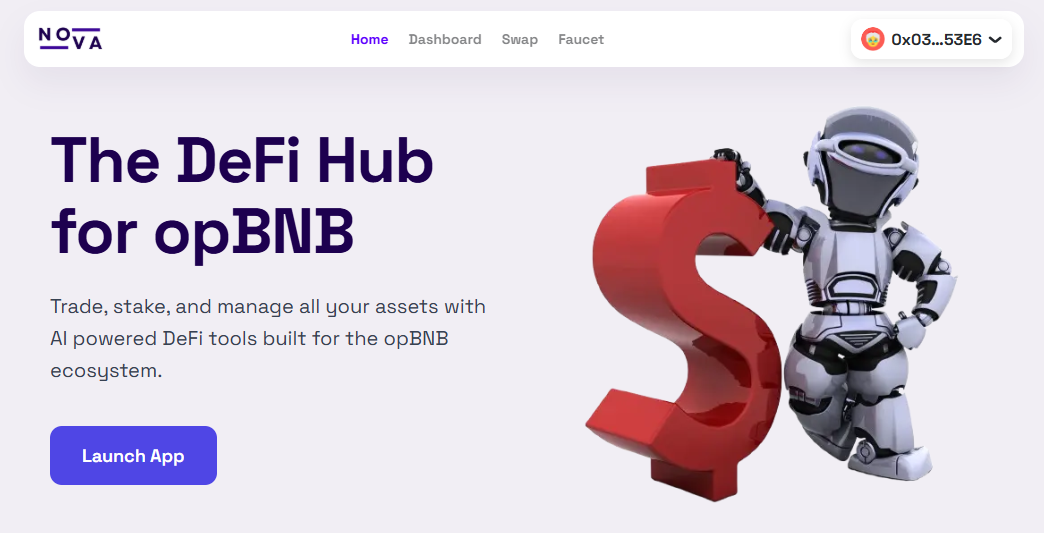 NOVA
Home
Dashboard
Swap
Faucet
0x03...53E6
The DeFi Hub
for opBNB
Trade, stake, and manage all your assets with
AI powered DeFi tools built for the opBNB
ecosystem.
Launch App